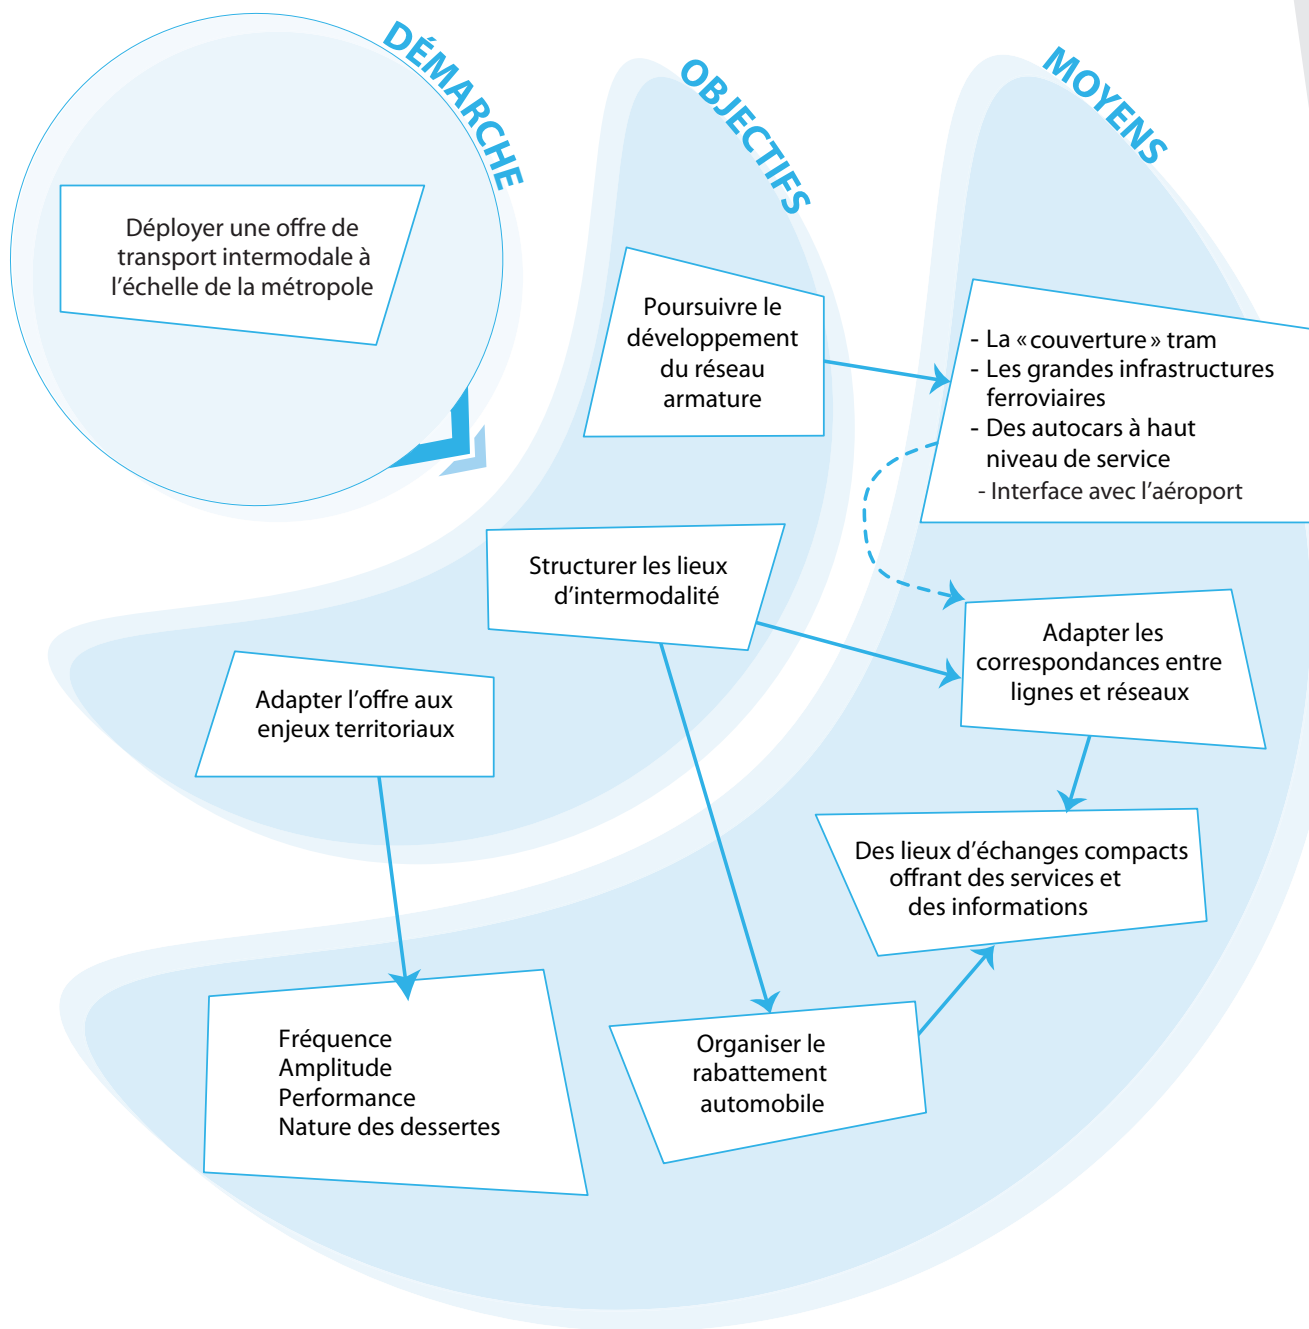 DÉMARCHE
Déployer une offre de
transport intermodale à
l’échelle de la métropole
OBJECTIFS
Poursuivre le
développement
du réseau
armature
Structurer les lieux
d’intermodalité
Adapter l’offre aux
enjeux territoriaux
MOYENS
- La « couverture » tram
- Les grandes infrastructures
ferroviaires
- Des autocars à haut
niveau de service
- Interface avec l’aéroport
Adapter les
correspondances entre
lignes et réseaux
Des lieux d’échanges compacts
offrant des services et
des informations
Organiser le
rabattement
automobile
Fréquence
Amplitude
Performance
Nature des dessertes